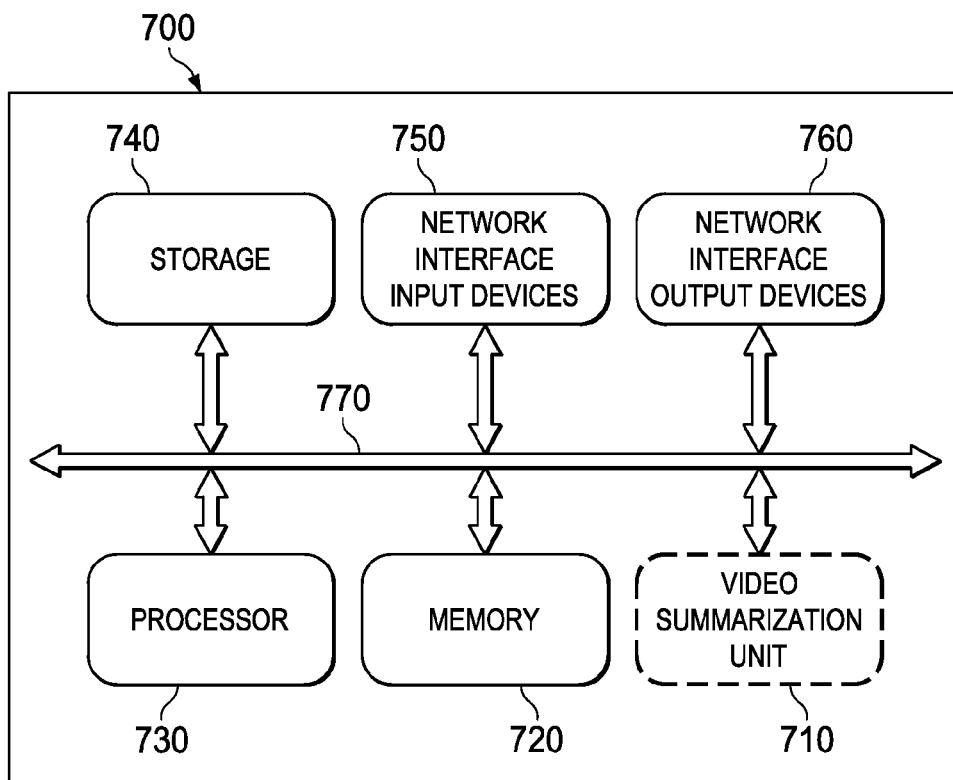 700
740
750
760
STORAGE
NETWORK
INTERFACE
INPUT DEVICES
NETWORK
INTERFACE
OUTPUT DEVICES
770
PROCESSOR
MEMORY
VIDEO
SUMMARIZATION
UNIT
730
720
710